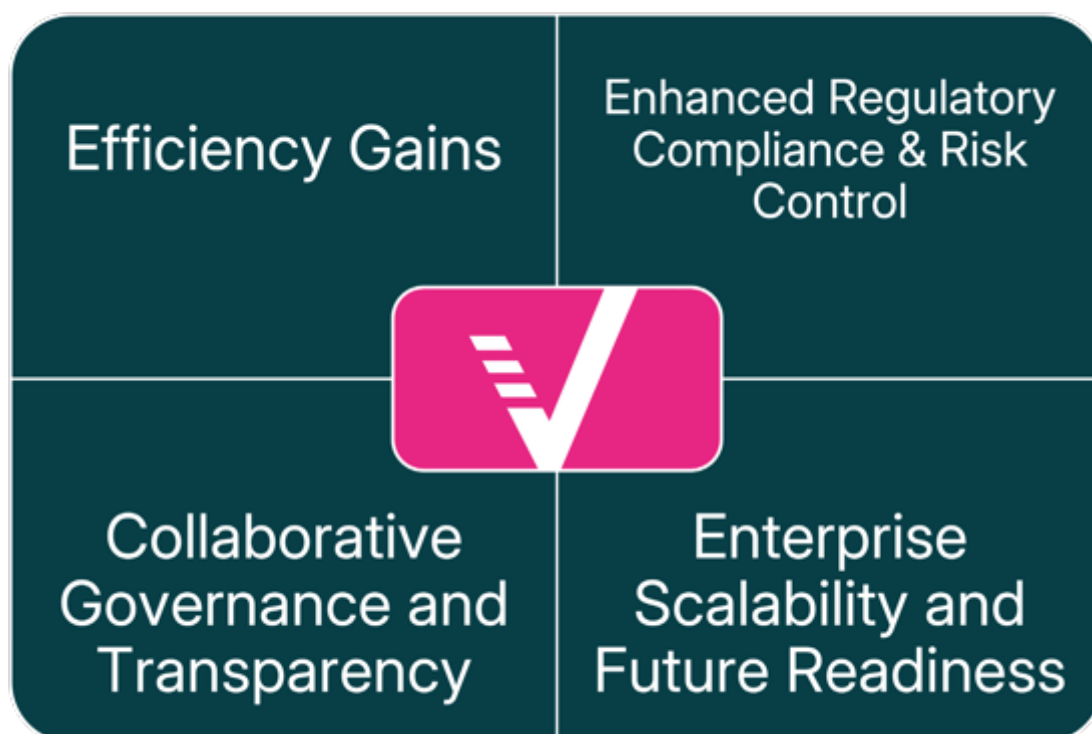 Efficiency Gains
Enhanced Regulatory
Compliance & Risk
Control
Collaborative
Governance and
Transparency
Enterprise
Scalability and
Future Readiness